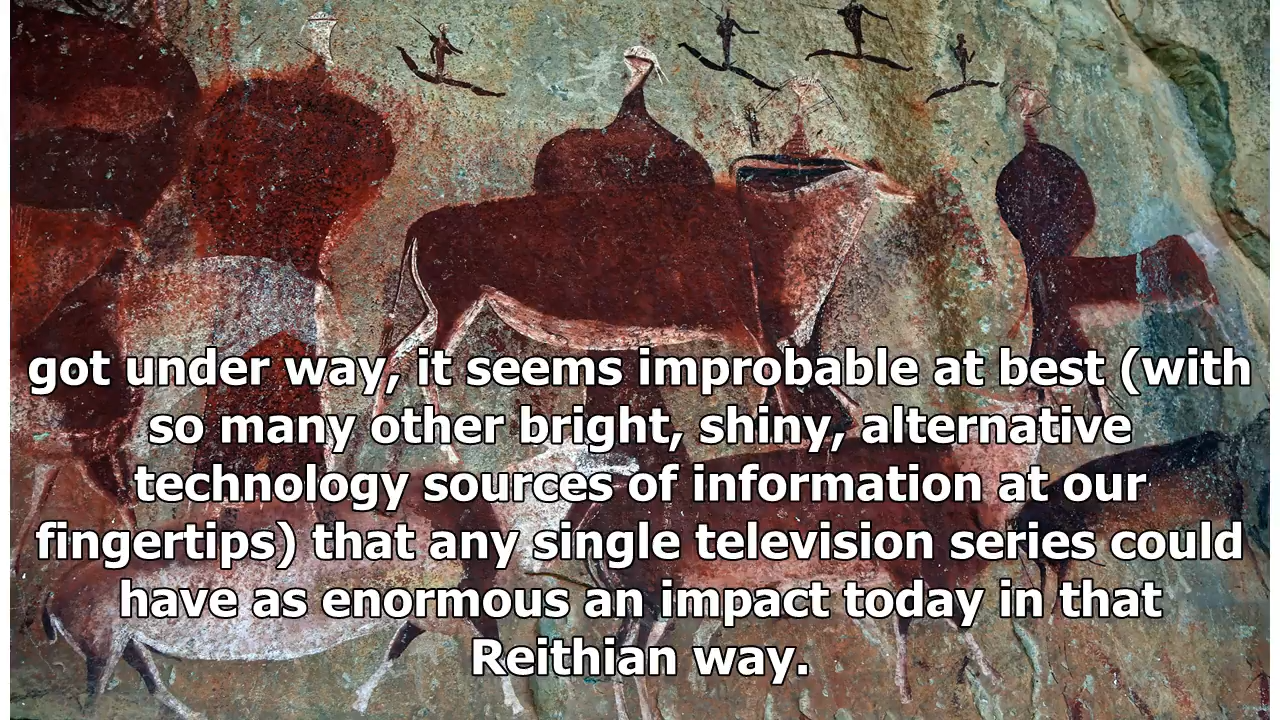 got under way, it seems improbable at best (with
so many other bright, shiny, alternative
technology sources of information at our
fingertips) that any single television series could
have as enormous an impact today in that
Reithian way.